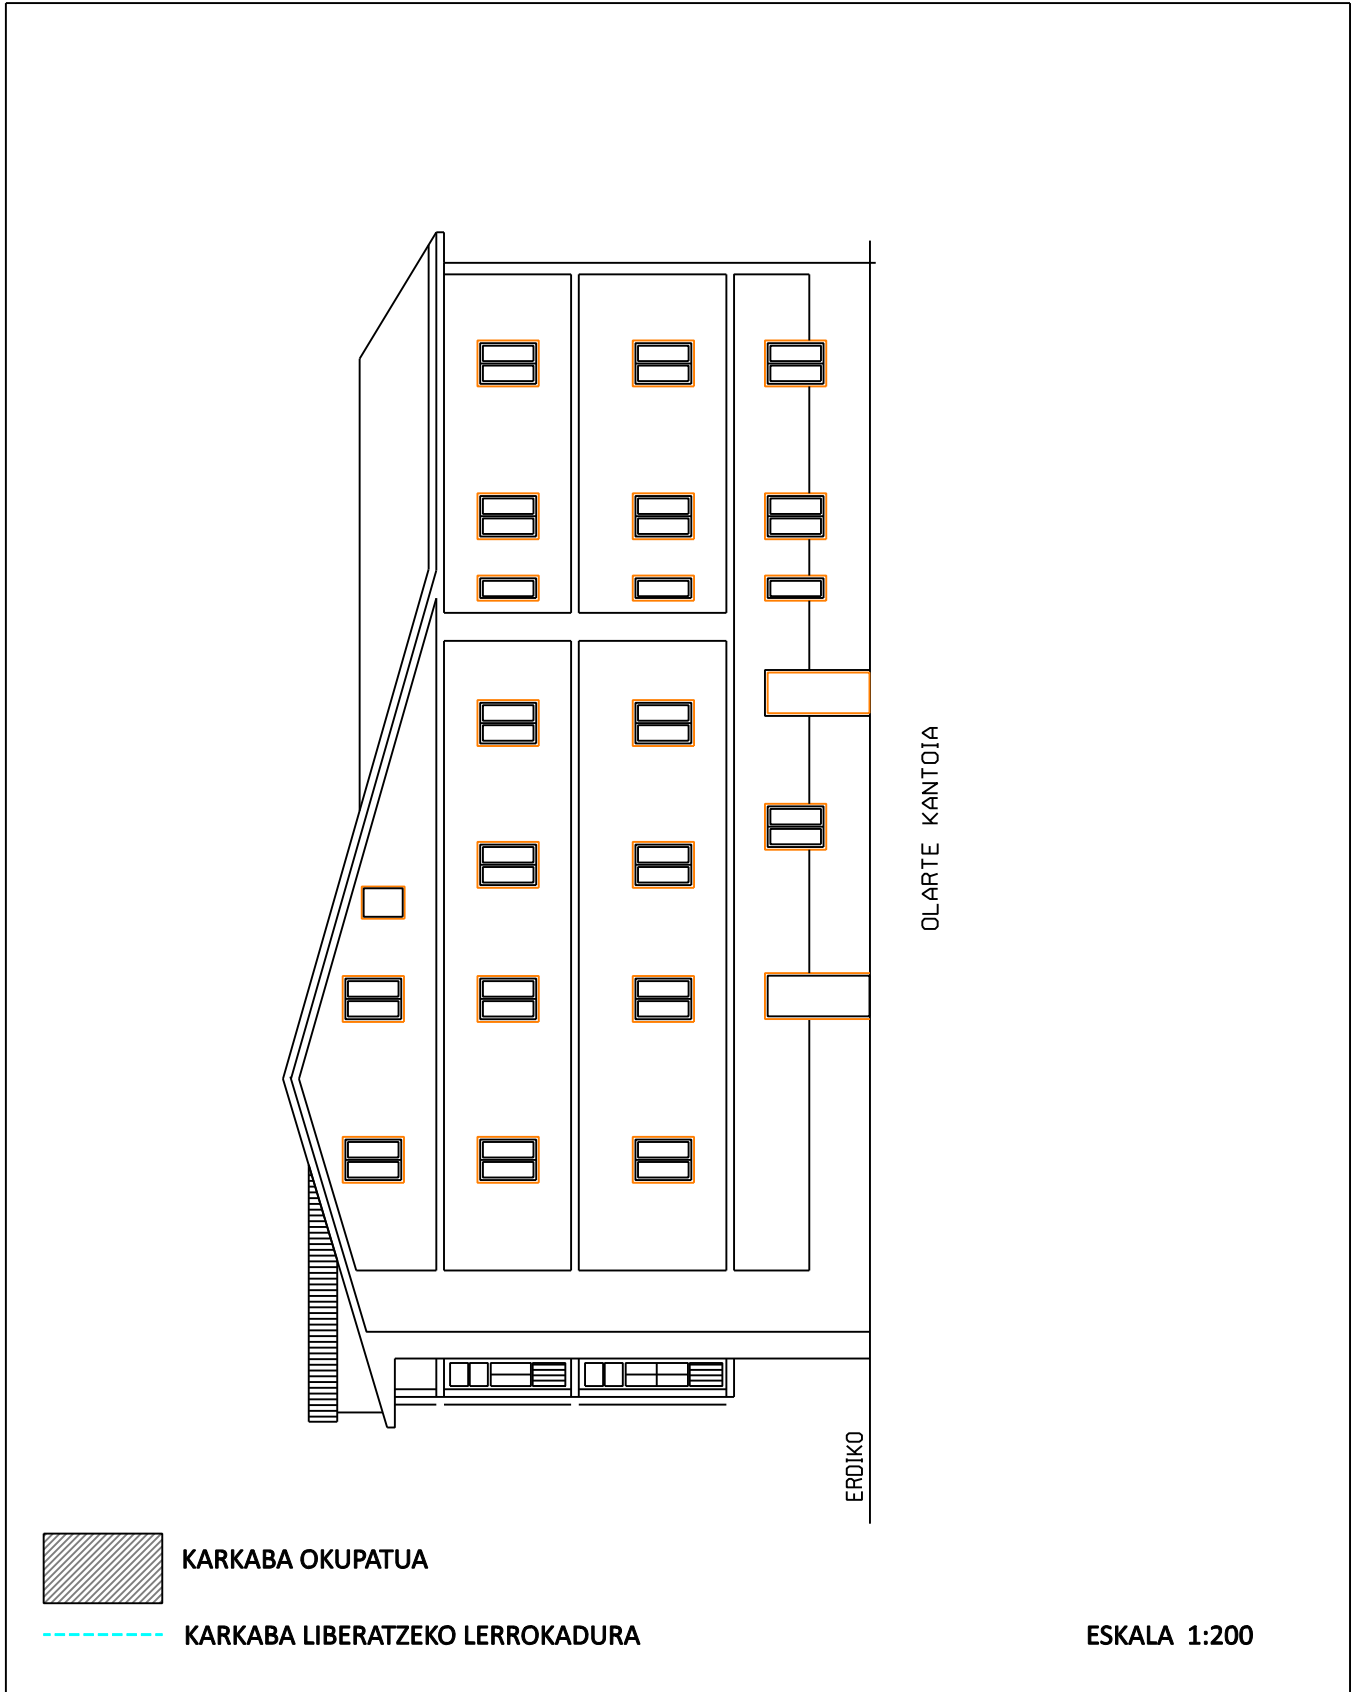 OLARTE KANTOIA
ERDIKO
KARKABA OKUPATUA
KARKABA LIBERATZEKO LERROKADURA
ESKALA 1:200